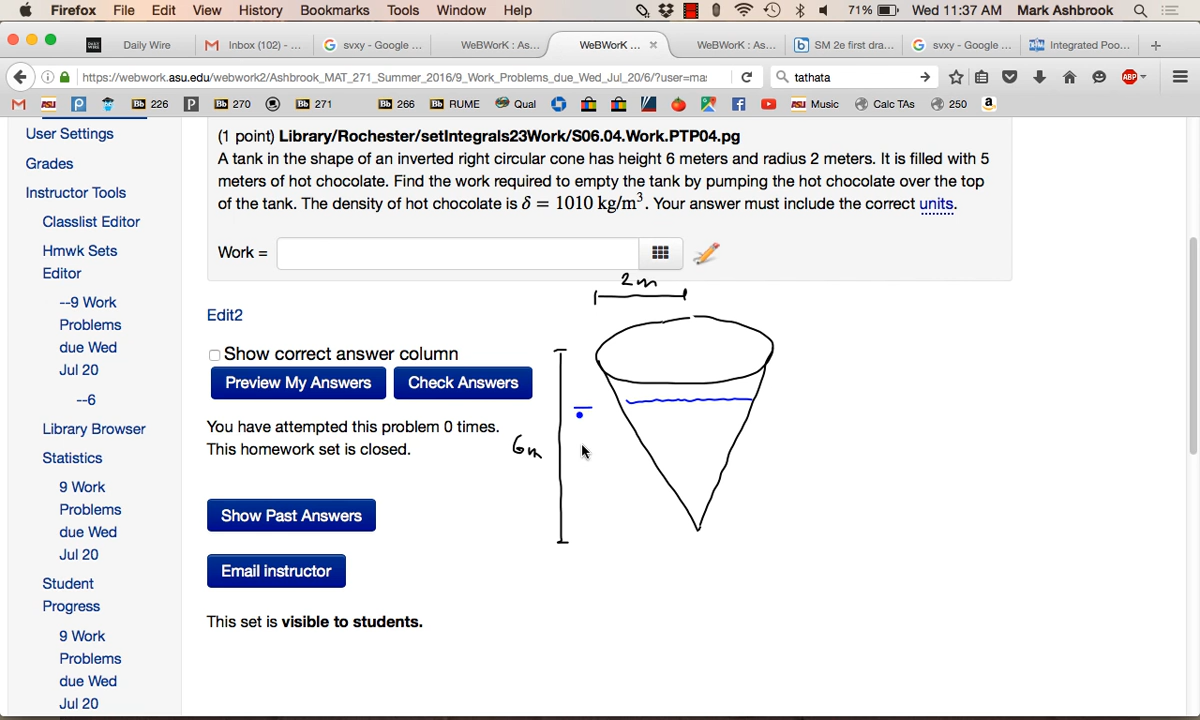 Firefox File Edit View History Bookmarks Tools Window Help 71% Wed 11:37 AM Mark Ashbrook
Daily Wire Inbox (102) - ... svxy - Google ... WeBWorK : As... WeBWorK ... WeBWorK : As... SM 2e first dra... svxy - Google ... Integrated Poo...
https://webwork.asu.edu/webwork2/Ashbrook_MAT_271_Summer_2016/9_Work_Problems_due_Wed_Jul_20/6/?user=ma: tathata ABP
ASU Bb 226 P Bb 270 Bb 271 Bb 266 Bb RUME Qual ASU Music Calc TAs 250 a
User Settings
Grades
Instructor Tools
Classlist Editor
Hmwk Sets
Editor
--9 Work
Problems
due Wed
Jul 20
--6
Library Browser
Statistics
9 Work
Problems
due Wed
Jul 20
Student
Progress
9 Work
Problems
due Wed
Jul 20
(1 point) Library/Rochester/setIntegrals23Work/S06.04.Work.PTP04.pg
A tank in the shape of an inverted right circular cone has height 6 meters and radius 2 meters. It is filled with 5
meters of hot chocolate. Find the work required to empty the tank by pumping the hot chocolate over the top
of the tank. The density of hot chocolate is δ = 1010 kg/m³. Your answer must include the correct units.
Work =
2m
6m
Edit2
Show correct answer column
Preview My Answers Check Answers
You have attempted this problem 0 times.
This homework set is closed.
Show Past Answers
Email instructor
This set is visible to students.